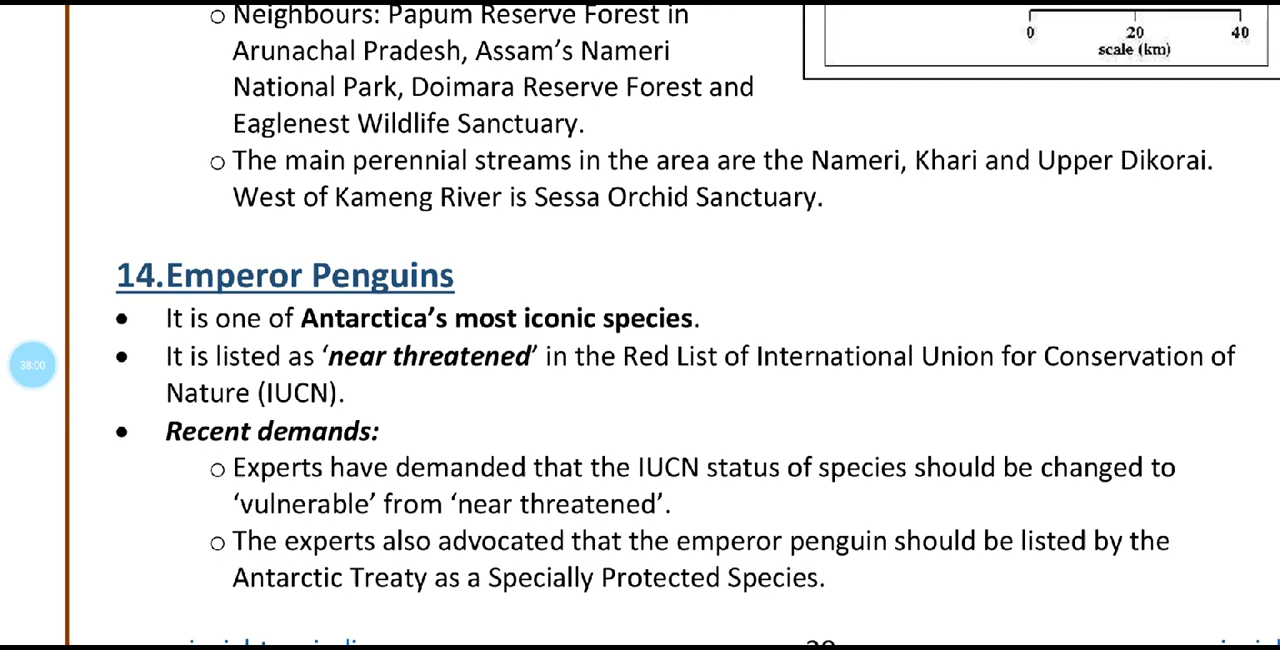 o Neighbours: Papum Reserve Forest in
Arunachal Pradesh, Assam’s Nameri
National Park, Doimara Reserve Forest and
Eaglenest Wildlife Sanctuary.
0 20 40
scale (km)
o The main perennial streams in the area are the Nameri, Khari and Upper Dikorai.
West of Kameng River is Sessa Orchid Sanctuary.
14.Emperor Penguins
• It is one of Antarctica’s most iconic species.
• It is listed as ‘near threatened’ in the Red List of International Union for Conservation of
Nature (IUCN).
38:00
• Recent demands:
o Experts have demanded that the IUCN status of species should be changed to
‘vulnerable’ from ‘near threatened’.
o The experts also advocated that the emperor penguin should be listed by the
Antarctic Treaty as a Specially Protected Species.